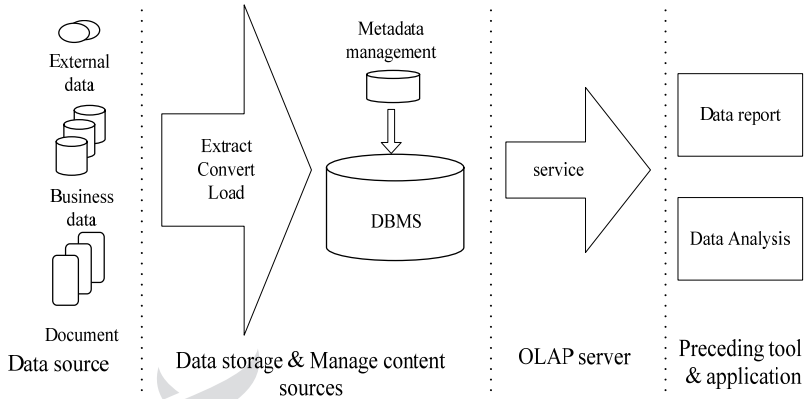 External
data
Business
data
Document
Data source
Extract
Convert
Load
Metadata
management
DBMS
Data storage & Manage content
sources
service
OLAP server
Data report
Data Analysis
Preceding tool
& application